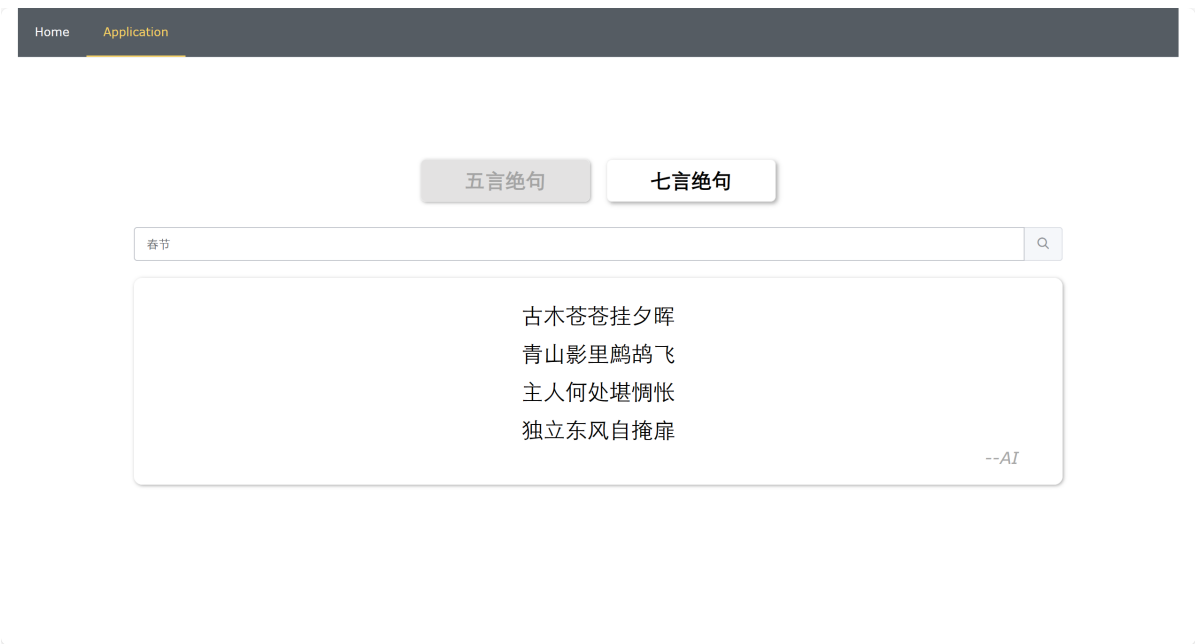 Home Application
五言绝句 七言绝句
春节
古木苍苍挂夕晖
青山影里鹧鸪飞
主人何处堪惆怅
独立东风自掩扉
--AI